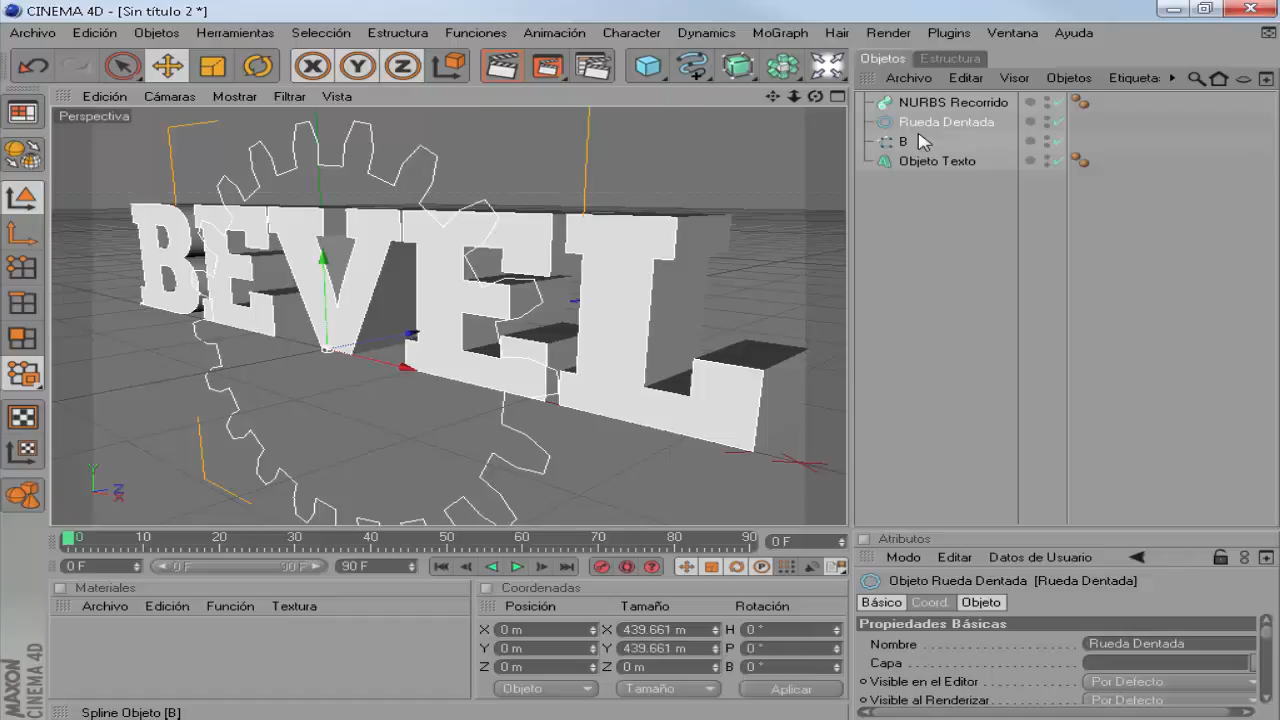 CINEMA 4D - [Sin título 2 *]
Archivo Edición Objetos Herramientas Selección Estructura Funciones Animación Character Dynamics MoGraph Hair Render Plugins Ventana Ayuda
X Y Z
Objetos Estructura
Edición Cámaras Mostrar Filtrar Vista
Archivo Editar Visor Objetos Etiqueta:
Perspectiva
NURBS Recorrido
Rueda Dentada
B
Objeto Texto
BEVEL
Y Z X
0 10 20 30 40 50 60 70 80 90 0 F
0 F 0 F 90 F 90 F
Atributos
Modo Editar Datos de Usuario
Objeto Rueda Dentada [Rueda Dentada]
Básico Coord. Objeto
Propiedades Básicas
Nombre Rueda Dentada
Capa
Visible en el Editor Por Defecto
Visible al Renderizar Por Defecto
Materiales
Archivo Edición Función Textura
Coordenadas
Posición Tamaño Rotación
X 0 m X 439.661 m H 0 °
Y 0 m Y 439.661 m P 0 °
Z 0 m Z 0 m B 0 °
Objeto Tamaño Aplicar
MAXON CINEMA 4D
Spline Objeto [B]